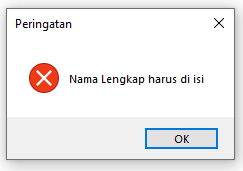 Peringatan
Nama Lengkap harus di isi
OK